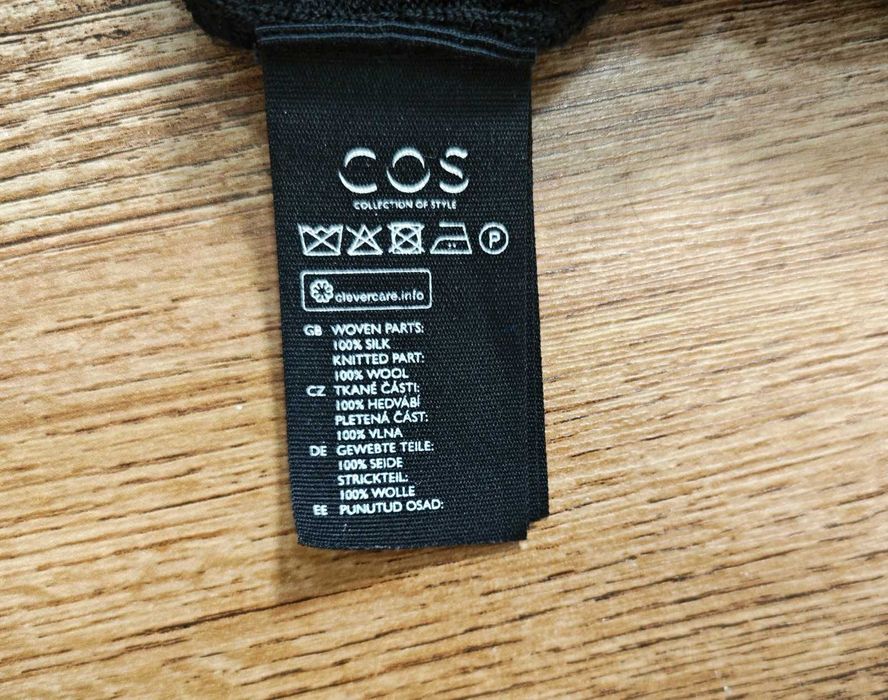 COS
COLLECTION OF STYLE
P
clevercare.info
GB WOVEN PARTS:
100% SILK
KNITTED PART:
100% WOOL
CZ TKANÉ ČÁSTI:
100% HEDVÁBÍ
PLETENÁ ČÁST:
100% VLNA
DE GEWEBTE TEILE:
100% SEIDE
STRICKTEIL:
100% WOLLE
EE PUNUTUD OSAD: